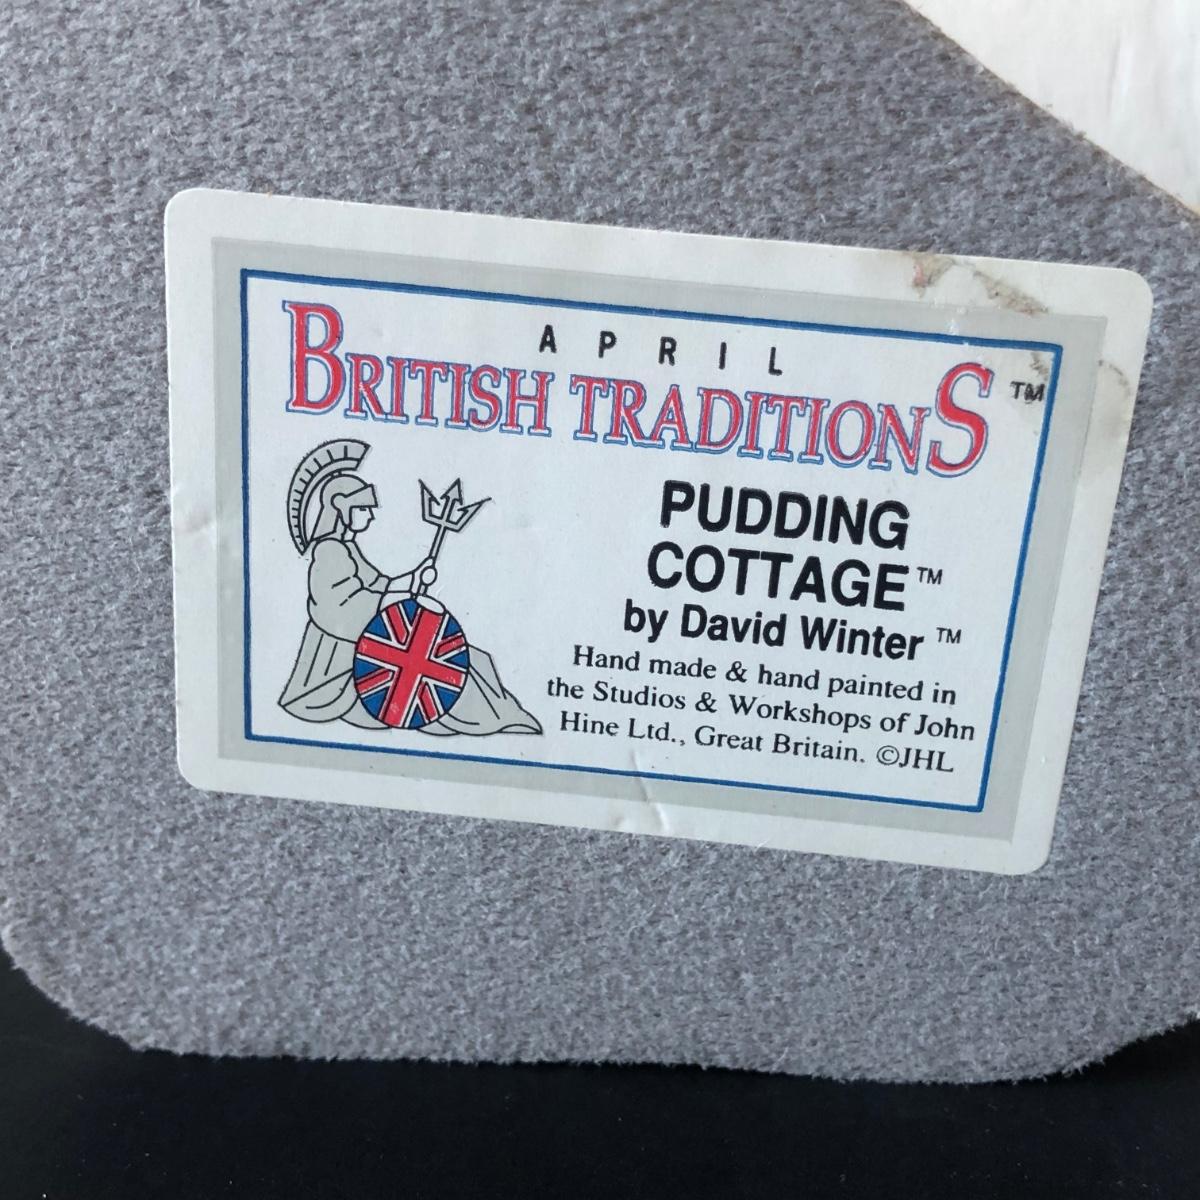 APRIL
BRITISH TRADITIONS™
PUDDING
COTTAGE™
by David Winter™
Hand made & hand painted in
the Studios & Workshops of John
Hine Ltd., Great Britain. ©JHL